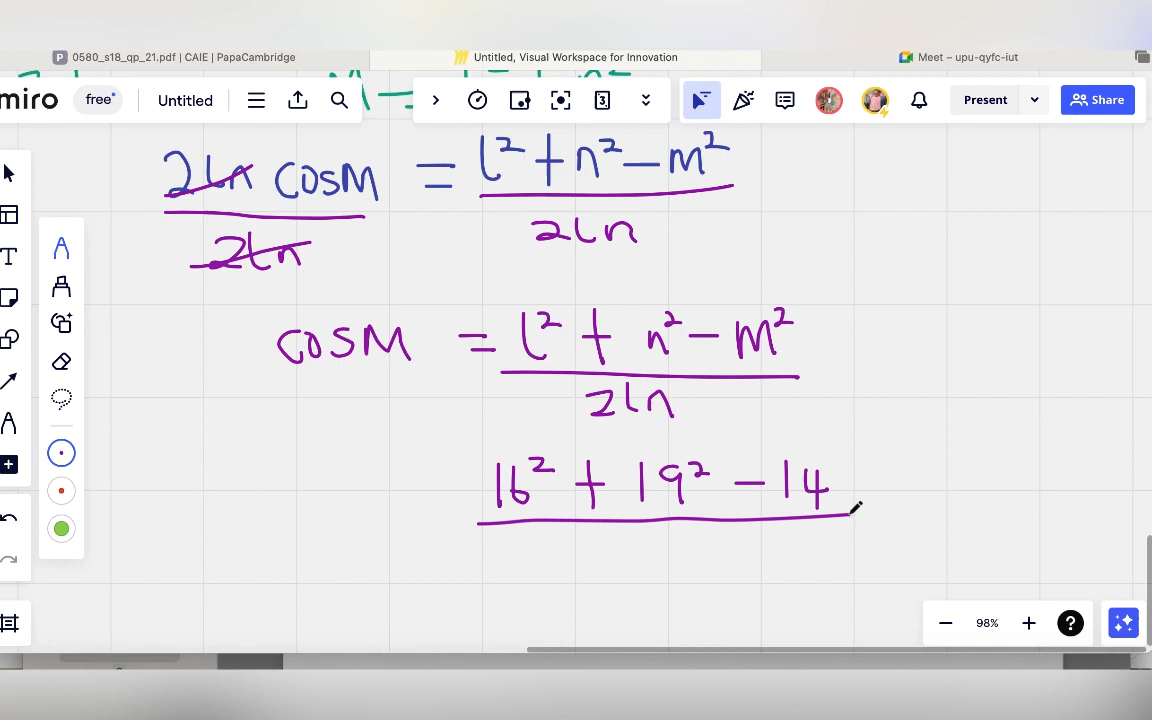 0580_s18_qp_21.pdf | CAIE | PapaCambridge
Untitled, Visual Workspace for Innovation
Meet – upu-qyfc-iut
miro free Untitled
Present
Share
2ln cosM = l² + n² – m²
2ln 2ln
cosM = l² + n² – m²
2ln
16² + 19² – 14
98%